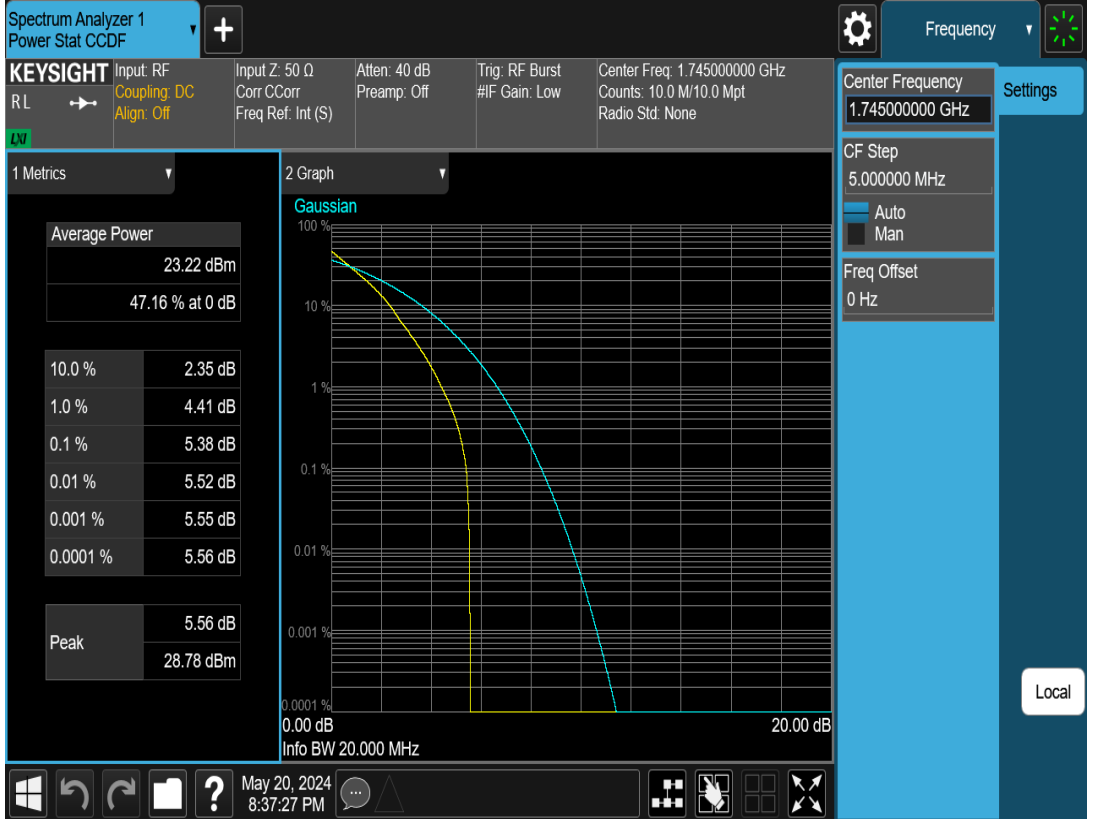 Spectrum Analyzer 1
Power Stat CCDF
Frequency
KEYSIGHT
RL
LXI
Input: RF
Coupling: DC
Align: Off
Input Z: 50 Ω
Corr CCorr
Freq Ref: Int (S)
Atten: 40 dB
Preamp: Off
Trig: RF Burst
#IF Gain: Low
Center Freq: 1.745000000 GHz
Counts: 10.0 M/10.0 Mpt
Radio Std: None
Center Frequency
1.745000000 GHz
Settings
CF Step
5.000000 MHz
Auto
Man
Freq Offset
0 Hz
Local
1 Metrics
Average Power
23.22 dBm
47.16 % at 0 dB
10.0 % 2.35 dB
1.0 % 4.41 dB
0.1 % 5.38 dB
0.01 % 5.52 dB
0.001 % 5.55 dB
0.0001 % 5.56 dB
Peak 5.56 dB
28.78 dBm
2 Graph
Gaussian
100 %
10 %
1 %
0.1 %
0.01 %
0.001 %
0.0001 %
0.00 dB 20.00 dB
Info BW 20.000 MHz
May 20, 2024
8:37:27 PM